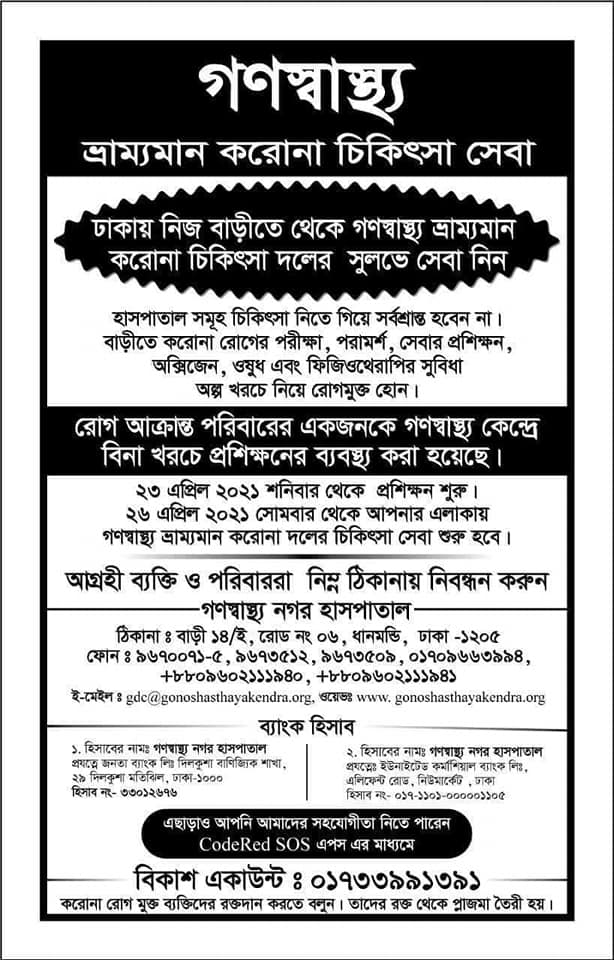 গণস্বাস্থ্য
ভ্রাম্যমান করোনা চিকিৎসা সেবা
ঢাকায় নিজ বাড়ীতে থেকে গণস্বাস্থ্য ভ্রাম্যমান
করোনা চিকিৎসা দলের সুলভে সেবা নিন
হাসপাতাল সমূহ চিকিৎসা নিতে গিয়ে সর্বশ্রান্ত হবেন না।
বাড়ীতে করোনা রোগের পরীক্ষা, পরামর্শ, সেবার প্রশিক্ষন,
অক্সিজেন, ওষুধ এবং ফিজিওথেরাপির সুবিধা
অল্প খরচে নিয়ে রোগমুক্ত হোন।
রোগ আক্রান্ত পরিবারের একজনকে গণস্বাস্থ্য কেন্দ্রে
বিনা খরচে প্রশিক্ষনের ব্যবস্থ্য করা হয়েছে।
২৩ এপ্রিল ২০২১ শনিবার থেকে প্রশিক্ষন শুরু।
২৬ এপ্রিল ২০২১ সোমবার থেকে আপনার এলাকায়
গণস্বাস্থ্য ভ্রাম্যমান করোনা দলের চিকিৎসা সেবা শুরু হবে।
আগ্রহী ব্যক্তি ও পরিবাররা নিম্ন ঠিকানায় নিবন্ধন করুন
গণস্বাস্থ্য নগর হাসপাতাল
ঠিকানা : বাড়ী ১৪/ই, রোড নং ০৬, ধানমন্ডি, ঢাকা -১২০৫
ফোন : ৯৬৭০০৭১-৫, ৯৬৭৩৫১২, ৯৬৭৩৫০৯, ০১৭০৯৬৬৩৯৯৪,
+৮৮০৯৬০২১১১৯৪০, +৮৮০৯৬০২১১১৯৪১
ই-মেইল : gdc@gonoshasthayakendra.org, ওয়েভঃ www. gonoshasthayakendra.org
ব্যাংক হিসাব
১. হিসাবের নামঃ গণস্বাস্থ্য নগর হাসপাতাল
প্রযত্নে জনতা ব্যাংক লিঃ দিলকুশা বাণিজ্যিক শাখা,
২৯ দিলকুশা মতিঝিল, ঢাকা-১০০০
হিসাব নং- ৩৩০১২৬৭৬
২. হিসাবের নামঃ গণস্বাস্থ্য নগর হাসপাতাল
প্রযত্নেঃ ইউনাইটেড কর্মাশিয়াল ব্যাংক লিঃ,
এলিফেন্ট রোড, নিউমার্কেট , ঢাকা
হিসাব নং- ০১৭-১১০১-০০০০০১১০৫
এছাড়াও আপনি আমাদের সহযোগীতা নিতে পারেন
CodeRed SOS এপস এর মাধ্যমে
বিকাশ একাউন্ট : ০১৭৩৩৯৯১৩৯১
করোনা রোগ মুক্ত ব্যক্তিদের রক্তদান করতে বলুন। তাদের রক্ত থেকে প্লাজমা তৈরী হয়।